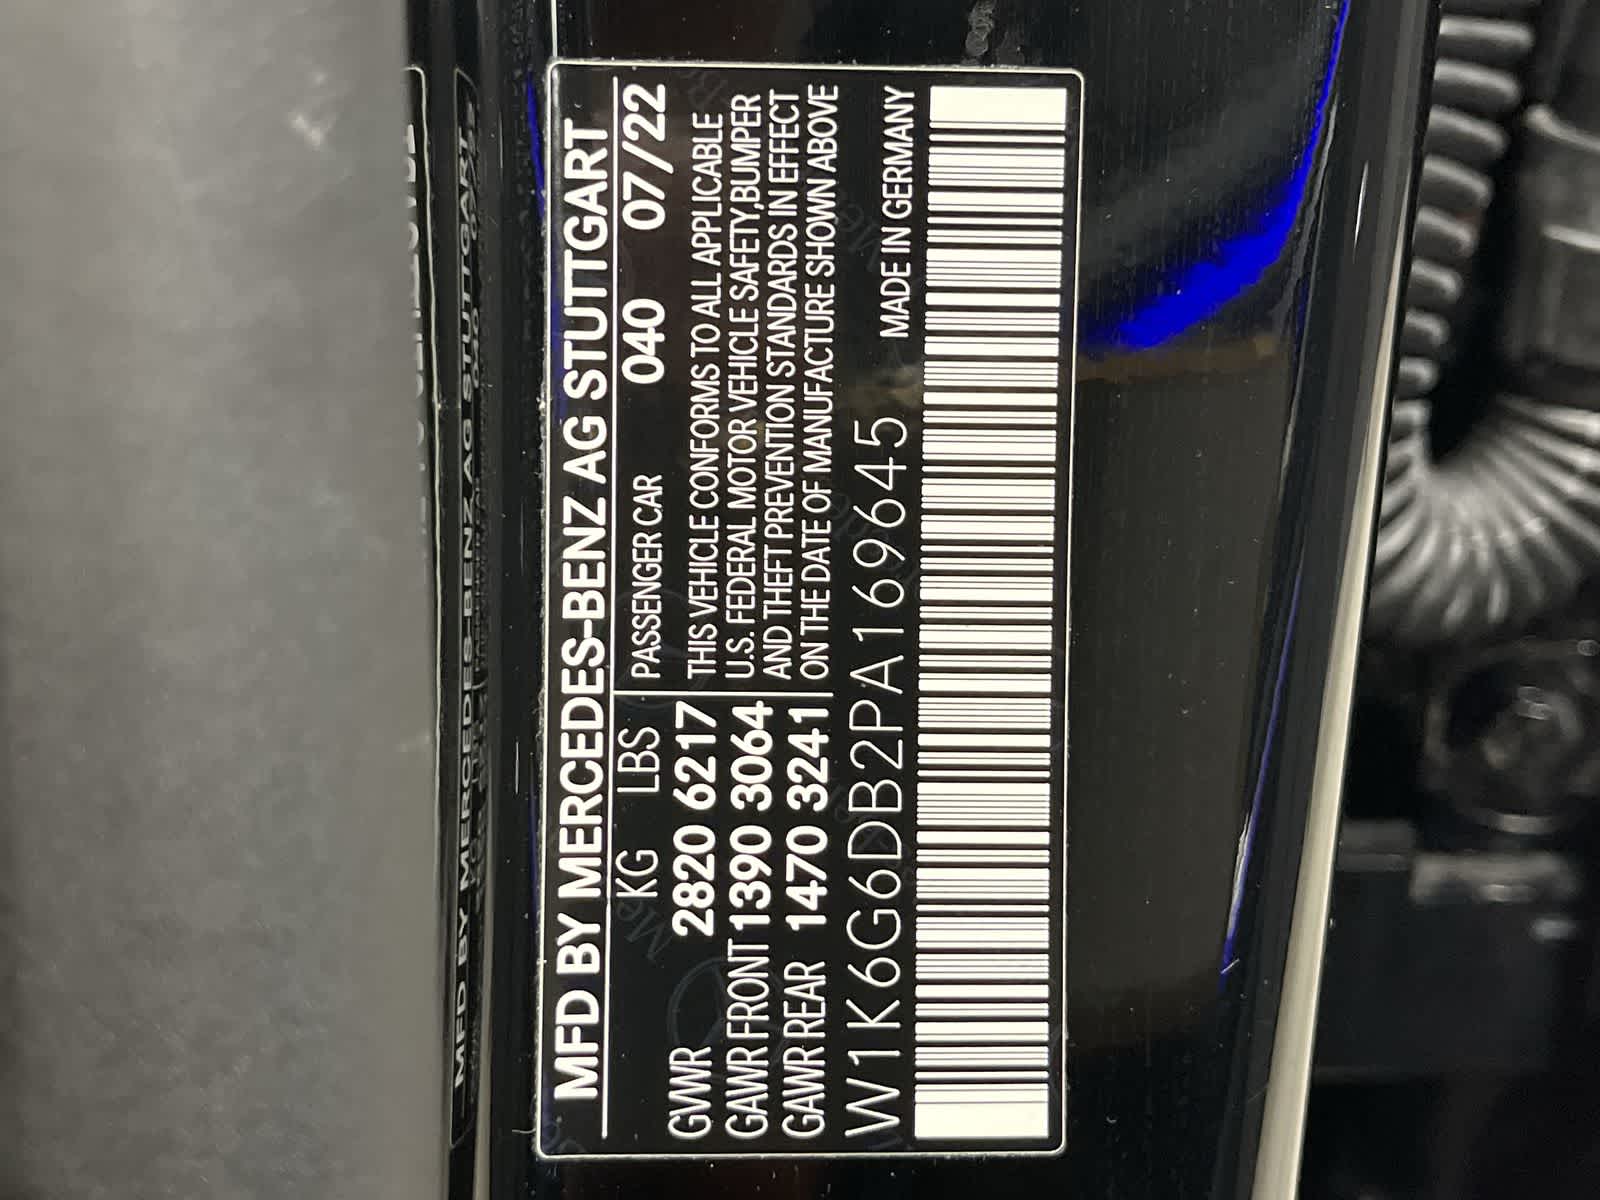 MFD BY MERCEDES-BENZ AG STUTTGART
KG LBS PASSENGER CAR 040 07/22
GVWR 2820 6217 THIS VEHICLE CONFORMS TO ALL APPLICABLE
GAWR FRONT 1390 3064 U.S. FEDERAL MOTOR VEHICLE SAFETY,BUMPER
AND THEFT PREVENTION STANDARDS IN EFFECT
GAWR REAR 1470 3241 ON THE DATE OF MANUFACTURE SHOWN ABOVE
W1K6G6DB2PA169645 MADE IN GERMANY
MFD BY MERCEDES-BENZ AG STUTTGART